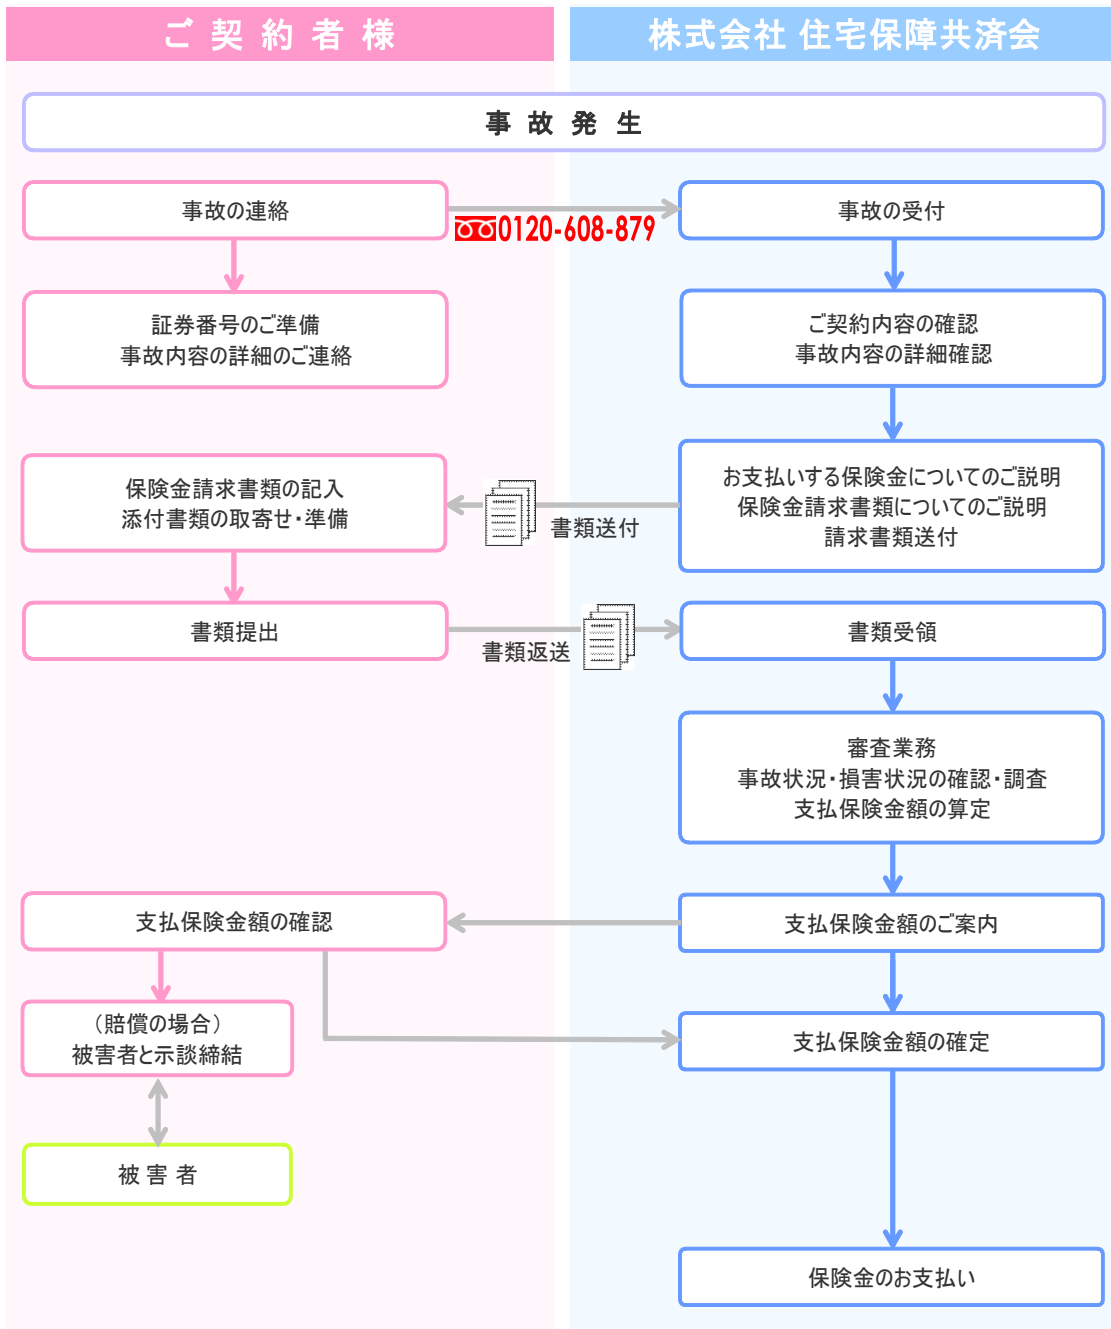 ご契約者様
株式会社 住宅保障共済会
事故発生
事故の連絡
0120-608-879
事故の受付
証券番号のご準備
事故内容の詳細のご連絡
ご契約内容の確認
事故内容の詳細確認
保険金請求書類の記入
添付書類の取寄せ・準備
書類送付
お支払いする保険金についてのご説明
保険金請求書類についてのご説明
請求書類送付
書類提出
書類返送
書類受領
審査業務
事故状況・損害状況の確認・調査
支払保険金額の算定
支払保険金額の確認
支払保険金額のご案内
（賠償の場合）
被害者と示談締結
支払保険金額の確定
被害者
保険金のお支払い